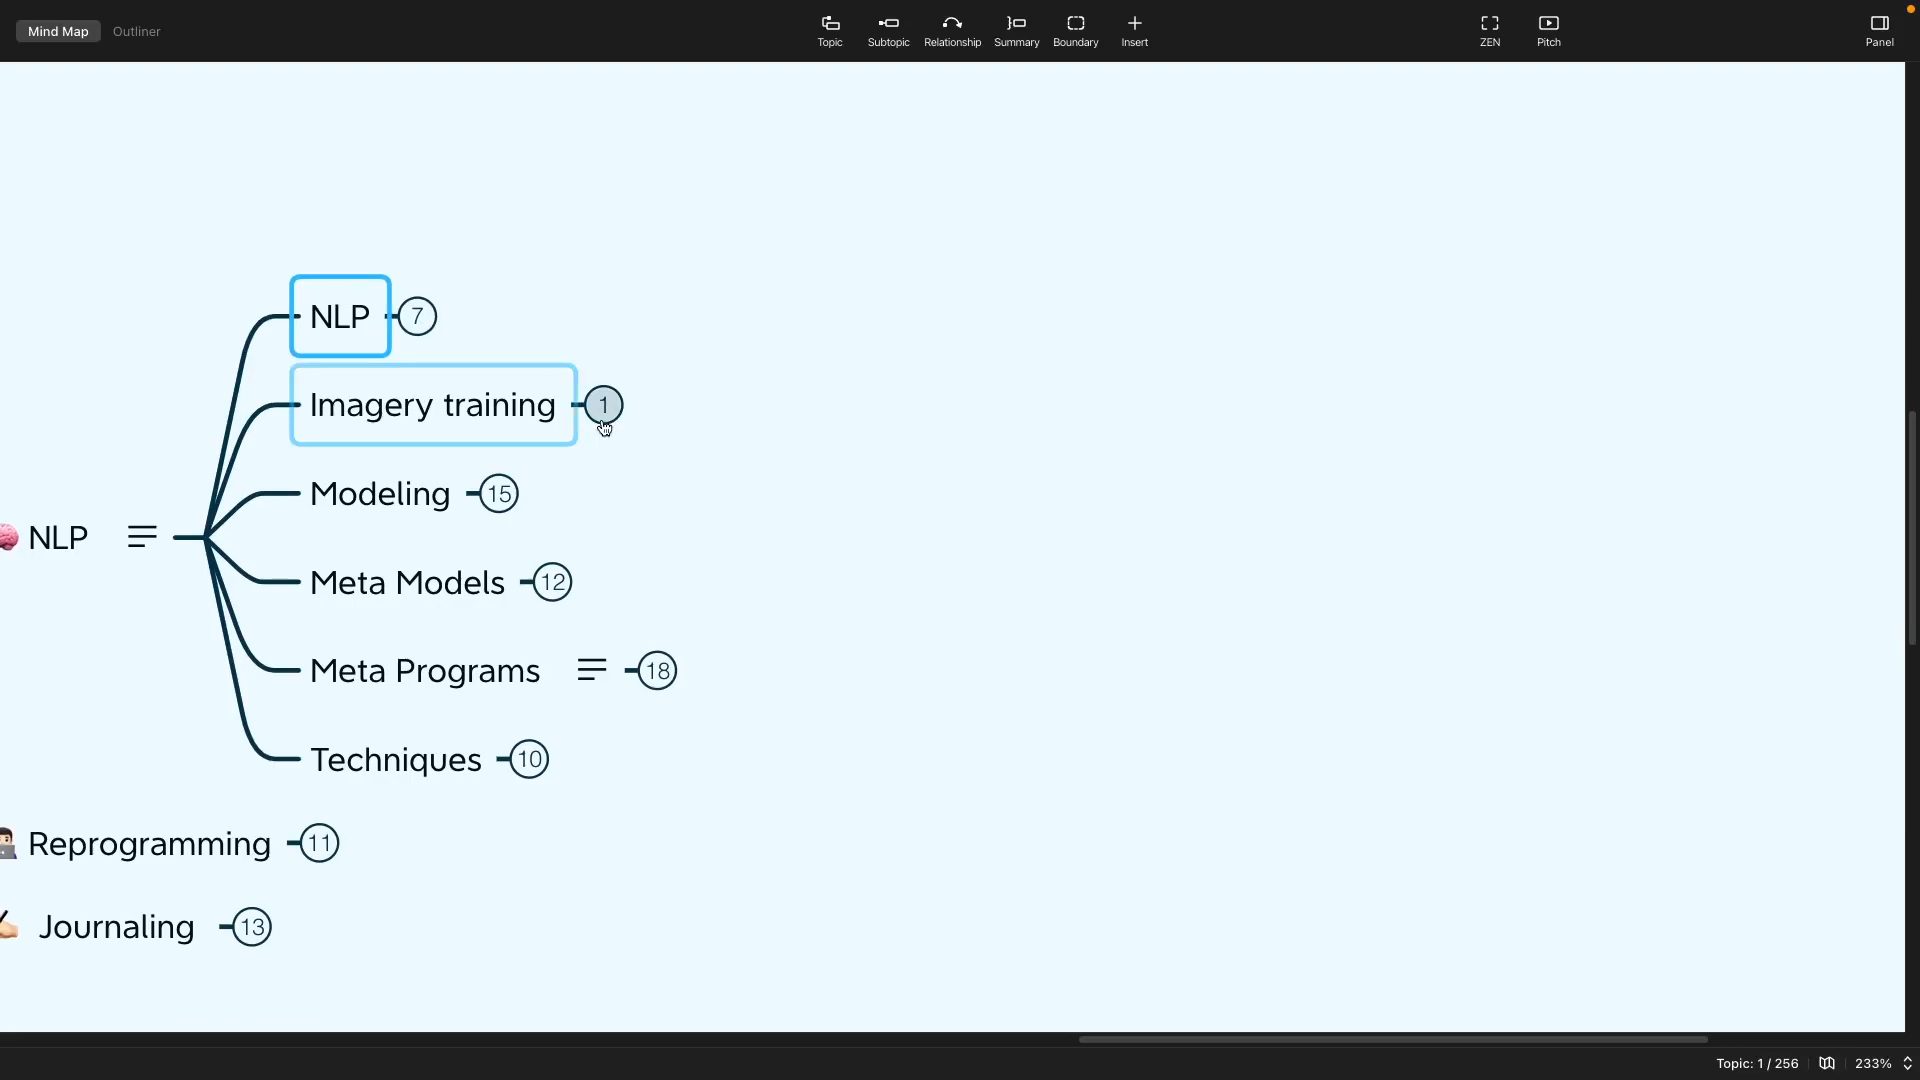 Mind Map
Outliner
Topic
Subtopic
Relationship
Summary
Boundary
Insert
ZEN
Pitch
Panel
NLP 7
Imagery training 1
Modeling 15
NLP
Meta Models 12
Meta Programs 18
Techniques 10
Reprogramming 11
Journaling 13
Topic: 1 / 256
233%